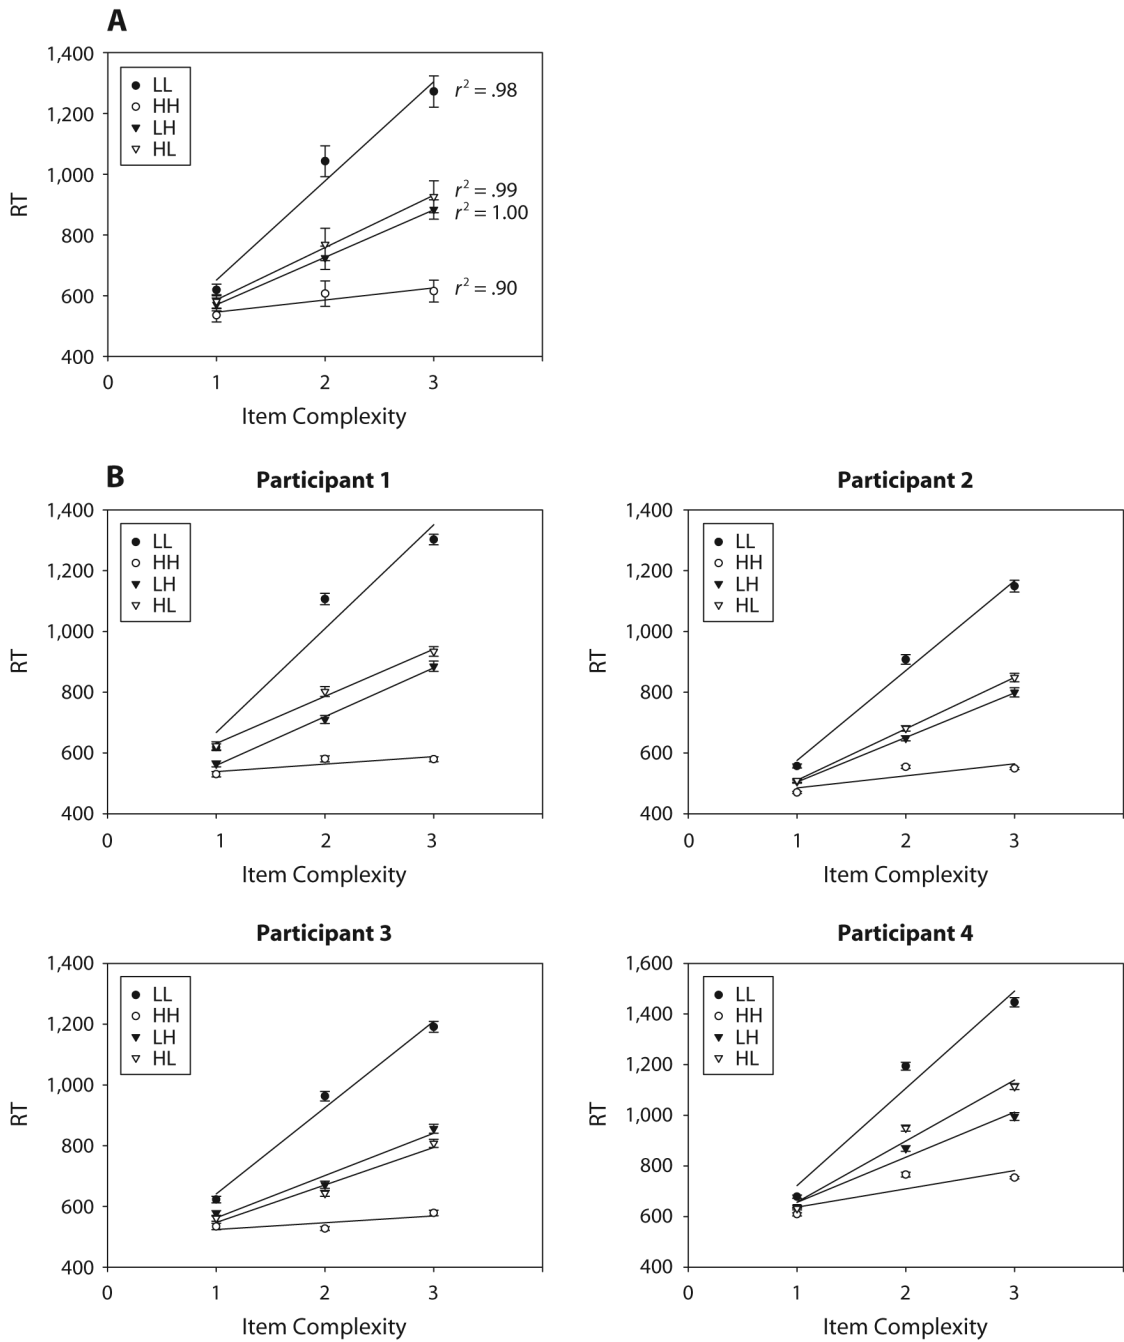 A
1,400
1,200
1,000
800
600
400
RT
LL
HH
LH
HL
r² = .98
r² = .99
r² = 1.00
r² = .90
0 1 2 3
Item Complexity
B
Participant 1
1,400
1,200
1,000
800
600
400
RT
LL
HH
LH
HL
0 1 2 3
Item Complexity
Participant 2
1,400
1,200
1,000
800
600
400
RT
LL
HH
LH
HL
0 1 2 3
Item Complexity
Participant 3
1,400
1,200
1,000
800
600
400
RT
LL
HH
LH
HL
0 1 2 3
Item Complexity
Participant 4
1,600
1,400
1,200
1,000
800
600
400
RT
LL
HH
LH
HL
0 1 2 3
Item Complexity